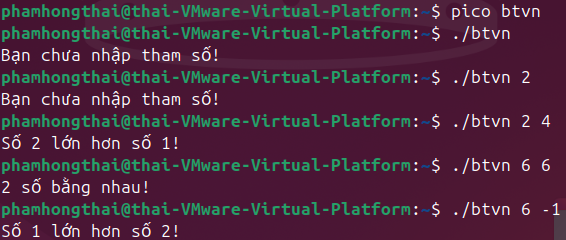 phamhongthai@thai-VMware-Virtual-Platform:~$ pico btvn
phamhongthai@thai-VMware-Virtual-Platform:~$ ./btvn
Bạn chưa nhập tham số!
phamhongthai@thai-VMware-Virtual-Platform:~$ ./btvn 2
Bạn chưa nhập tham số!
phamhongthai@thai-VMware-Virtual-Platform:~$ ./btvn 2 4
Số 2 lớn hơn số 1!
phamhongthai@thai-VMware-Virtual-Platform:~$ ./btvn 6 6
2 số bằng nhau!
phamhongthai@thai-VMware-Virtual-Platform:~$ ./btvn 6 -1
Số 1 lớn hơn số 2!